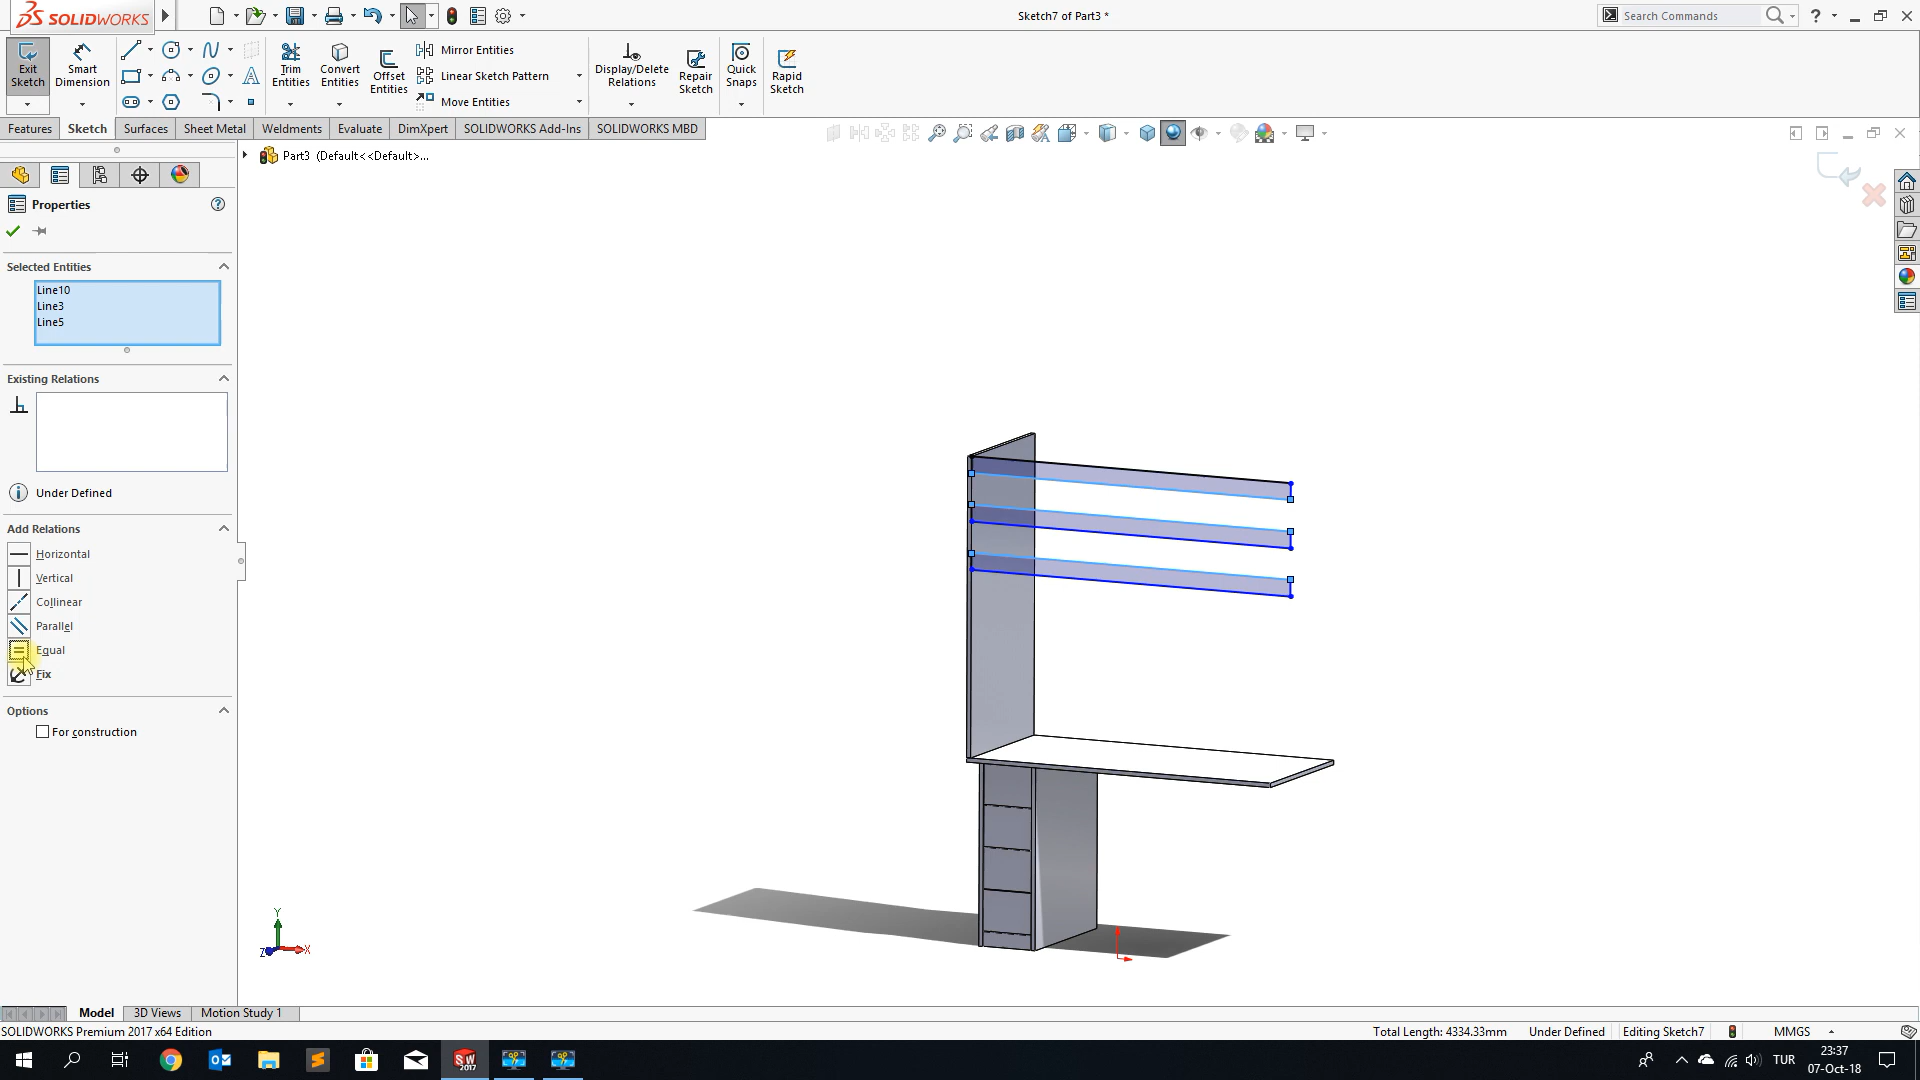 SOLIDWORKS
Sketch7 of Part3 *
Search Commands
?
Exit Sketch
Smart Dimension
Trim Entities
Convert Entities
Offset Entities
Mirror Entities
Linear Sketch Pattern
Move Entities
Display/Delete Relations
Repair Sketch
Quick Snaps
Rapid Sketch
Features
Sketch
Surfaces
Sheet Metal
Weldments
Evaluate
DimXpert
SOLIDWORKS Add-Ins
SOLIDWORKS MBD
Part3 (Default<<Default>...
Properties
Selected Entities
Line10
Line3
Line5
Existing Relations
Under Defined
Add Relations
Horizontal
Vertical
Collinear
Parallel
Equal
Fix
Options
For construction
Y
Z
X
Model
3D Views
Motion Study 1
SOLIDWORKS Premium 2017 x64 Edition
Total Length: 4334.33mm
Under Defined
Editing Sketch7
MMGS
SW
2017
TUR
23:37
07-Oct-18